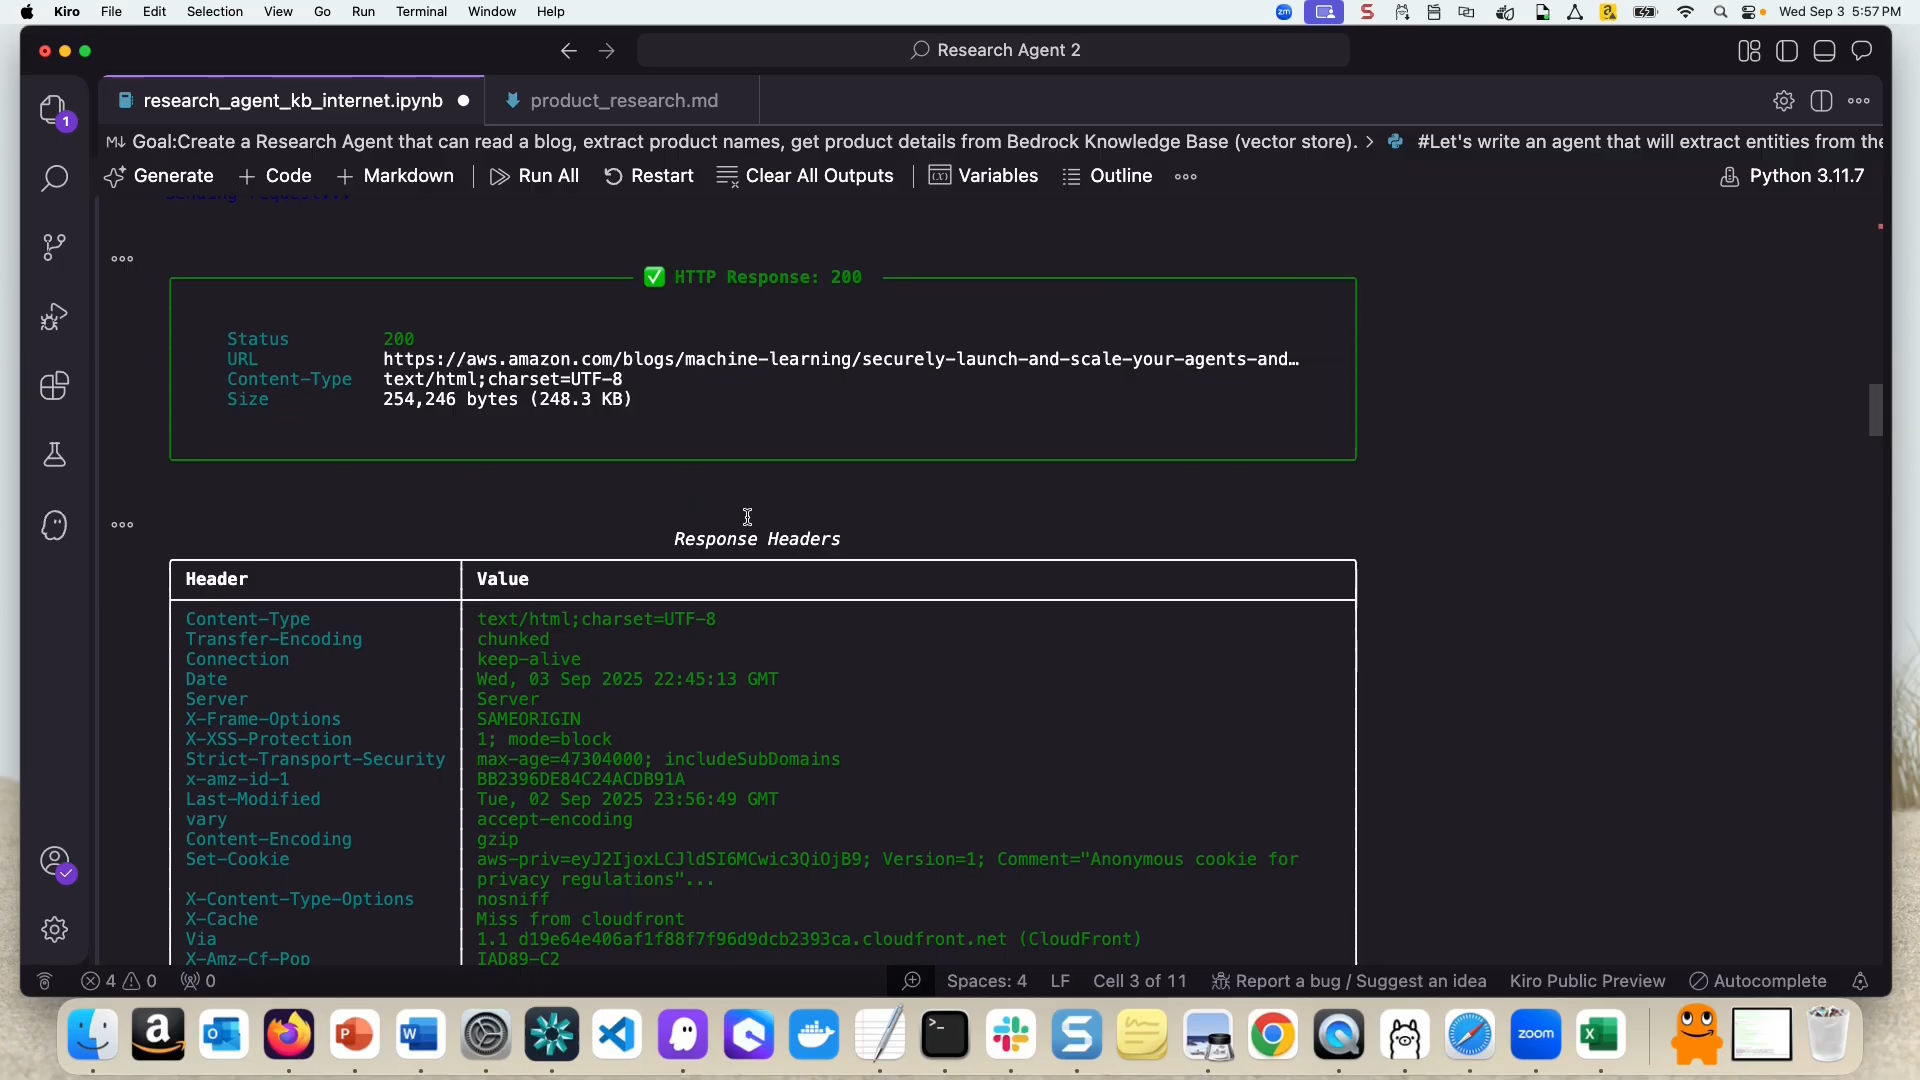 Kiro File Edit Selection View Go Run Terminal Window Help Wed Sep 3 5:57 PM
Research Agent 2
research_agent_kb_internet.ipynb product_research.md
1
M↓ Goal:Create a Research Agent that can read a blog, extract product names, get product details from Bedrock Knowledge Base (vector store). > #Let's write an agent that will extract entities from the
Generate + Code + Markdown Run All Restart Clear All Outputs Variables Outline ... Python 3.11.7
Sending request...
HTTP Response: 200
Status 200
URL https://aws.amazon.com/blogs/machine-learning/securely-launch-and-scale-your-agents-and…
Content-Type text/html;charset=UTF-8
Size 254,246 bytes (248.3 KB)
Response Headers
Header Value
Content-Type text/html;charset=UTF-8
Transfer-Encoding chunked
Connection keep-alive
Date Wed, 03 Sep 2025 22:45:13 GMT
Server Server
X-Frame-Options SAMEORIGIN
X-XSS-Protection 1; mode=block
Strict-Transport-Security max-age=47304000; includeSubDomains
x-amz-id-1 BB2396DE84C24ACDB91A
Last-Modified Tue, 02 Sep 2025 23:56:49 GMT
vary accept-encoding
Content-Encoding gzip
Set-Cookie aws-priv=eyJ2IjoxLCJldSI6MCwic3QiOjB9; Version=1; Comment="Anonymous cookie for
privacy regulations"...
X-Content-Type-Options nosniff
X-Cache Miss from cloudfront
Via 1.1 d19e64e406af1f88f7f96d9dcb2393ca.cloudfront.net (CloudFront)
X-Amz-Cf-Pop IAD89-C2
4 0 0 Spaces: 4 LF Cell 3 of 11 Report a bug / Suggest an idea Kiro Public Preview Autocomplete
zoom